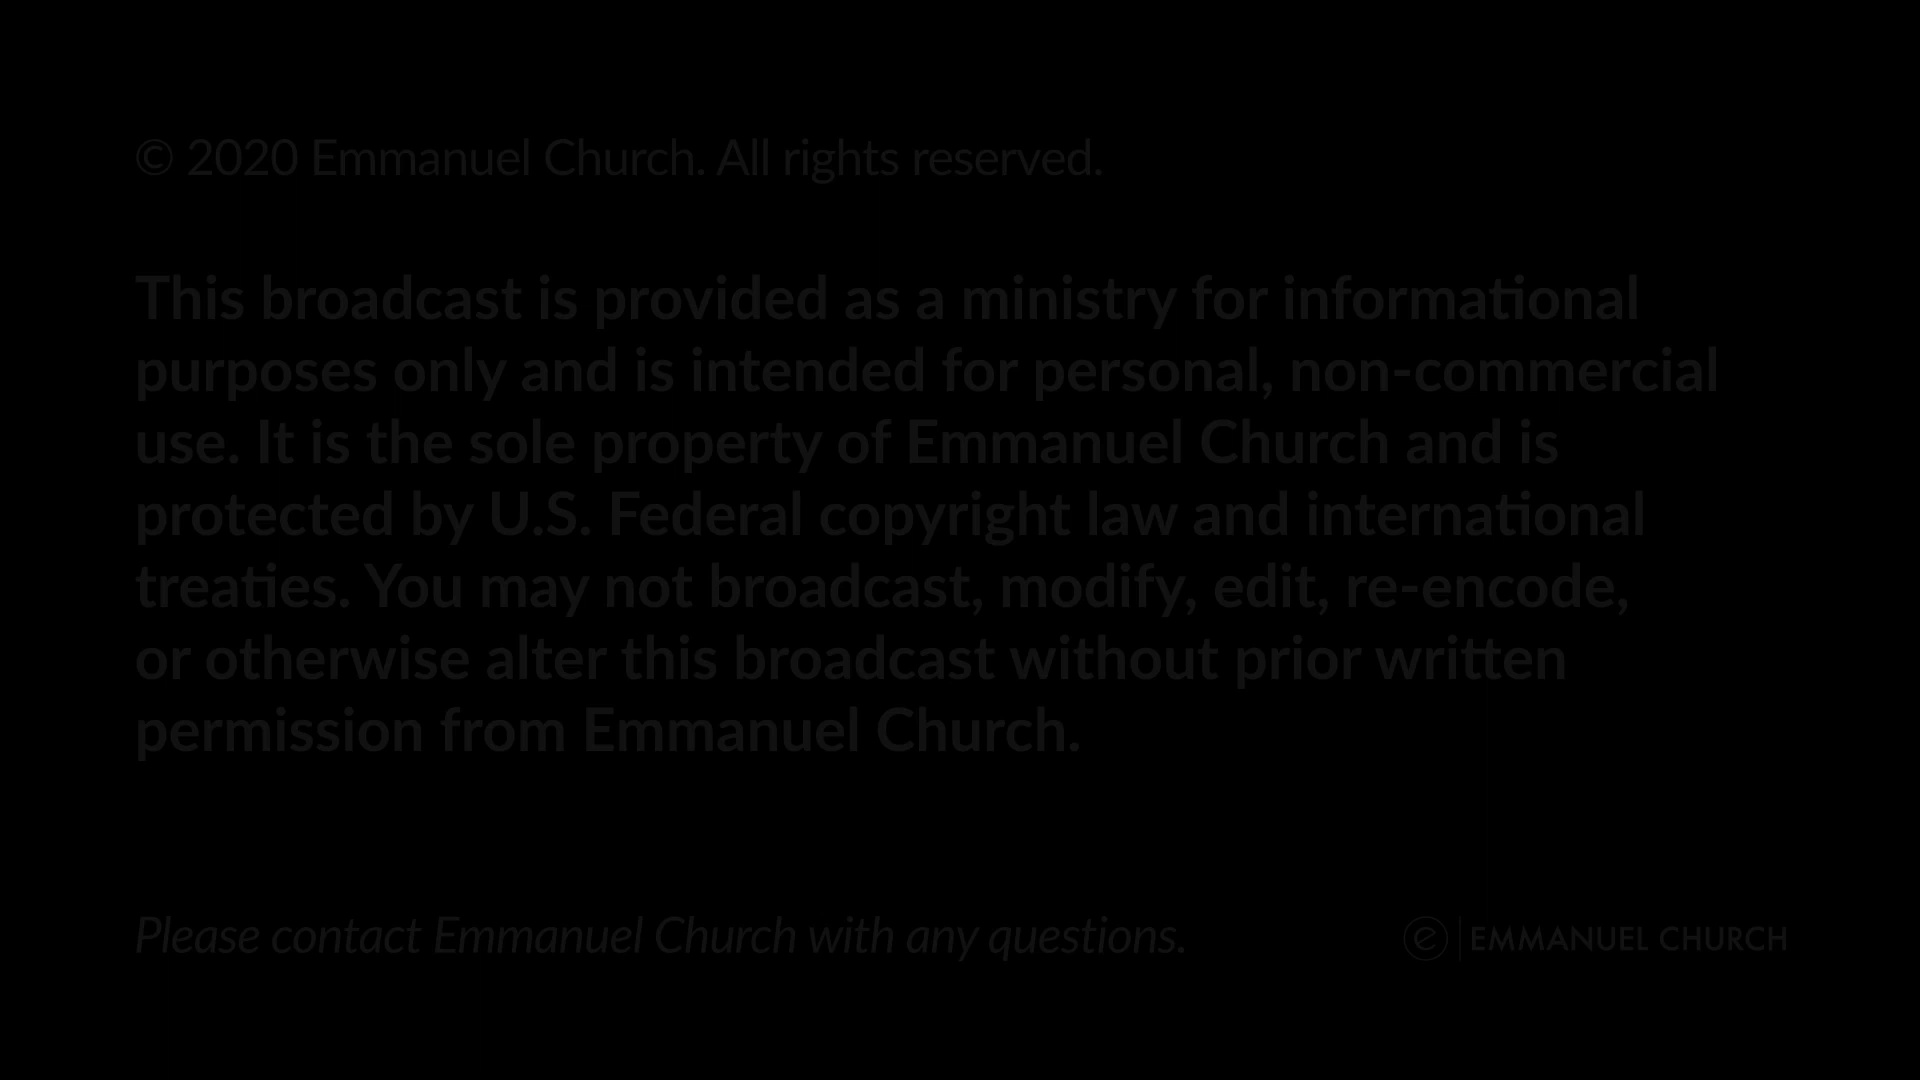 © 2020 Emmanuel Church. All rights reserved.
This broadcast is provided as a ministry for informational
purposes only and is intended for personal, non-commercial
use. It is the sole property of Emmanuel Church and is
protected by U.S. Federal copyright law and international
treaties. You may not broadcast, modify, edit, re-encode,
or otherwise alter this broadcast without prior written
permission from Emmanuel Church.
Please contact Emmanuel Church with any questions.
e | EMMANUEL CHURCH